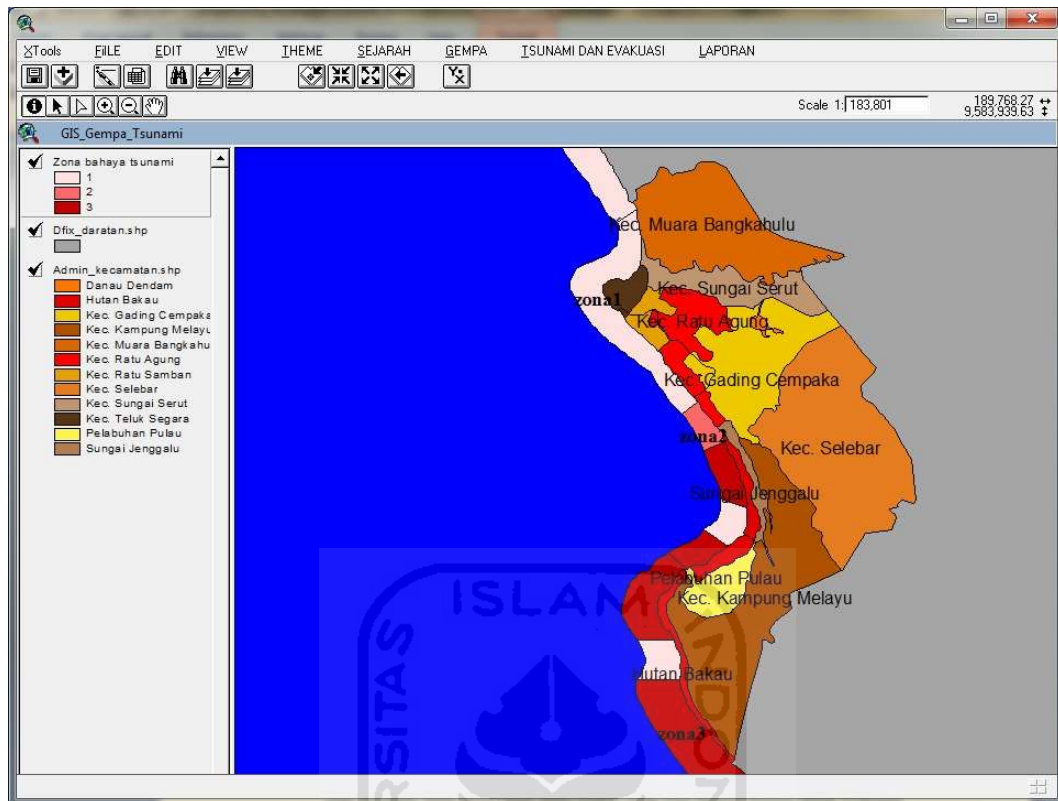 XTools FiILE EDIT VIEW THEME SEJARAH GEMPA TSUNAMI DAN EVAKUASI LAPORAN
Scale 1: 183,801
189,768.27
9,583,939.63
GIS_Gempa_Tsunami
Zona bahaya tsunami
1
2
3
Dfix_daratan.shp
Admin_kecamatan.shp
Danau Dendam
Hutan Bakau
Kec. Gading Cempaka
Kec. Kampung Melayu
Kec. Muara Bangkahu
Kec. Ratu Agung
Kec. Ratu Samban
Kec. Selebar
Kec. Sungai Serut
Kec. Teluk Segara
Pelabuhan Pulau
Sungai Jenggalu
Kec. Muara Bangkahulu
Kec. Sungai Serut
zona1
Kec. Ratu Agung
Kec. Gading Cempaka
zona2
Kec. Selebar
Sungai Jenggalu
Pelabuhan Pulau
Kec. Kampung Melayu
Hutan Bakau
zona3
ISLAM